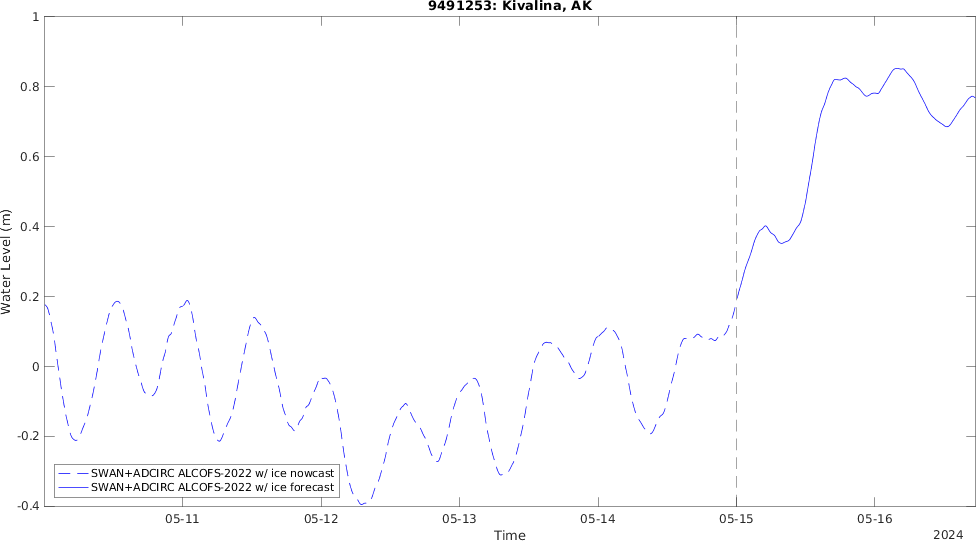 9491253: Kivalina, AK
Water Level (m)
1
0.8
0.6
0.4
0.2
0
-0.2
-0.4
SWAN+ADCIRC ALCOFS-2022 w/ ice nowcast
SWAN+ADCIRC ALCOFS-2022 w/ ice forecast
05-11 05-12 05-13 05-14 05-15 05-16
Time
2024